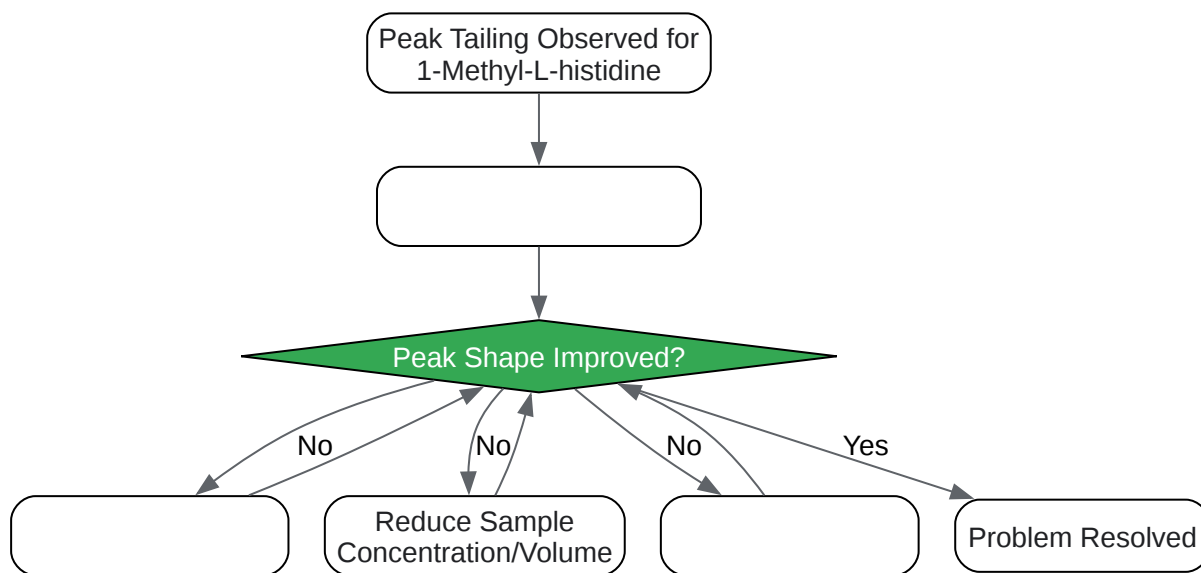 Peak Tailing Observed for
1-Methyl-L-histidine
Peak Shape Improved?
No
No
No
Yes
Reduce Sample
Concentration/Volume
Problem Resolved